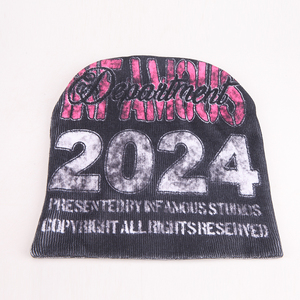 INFAMOUS
Department
2024
PRESENTED BY INFAMOUS STUDIOS
COPYRIGHT ALL RIGHTS RESERVED